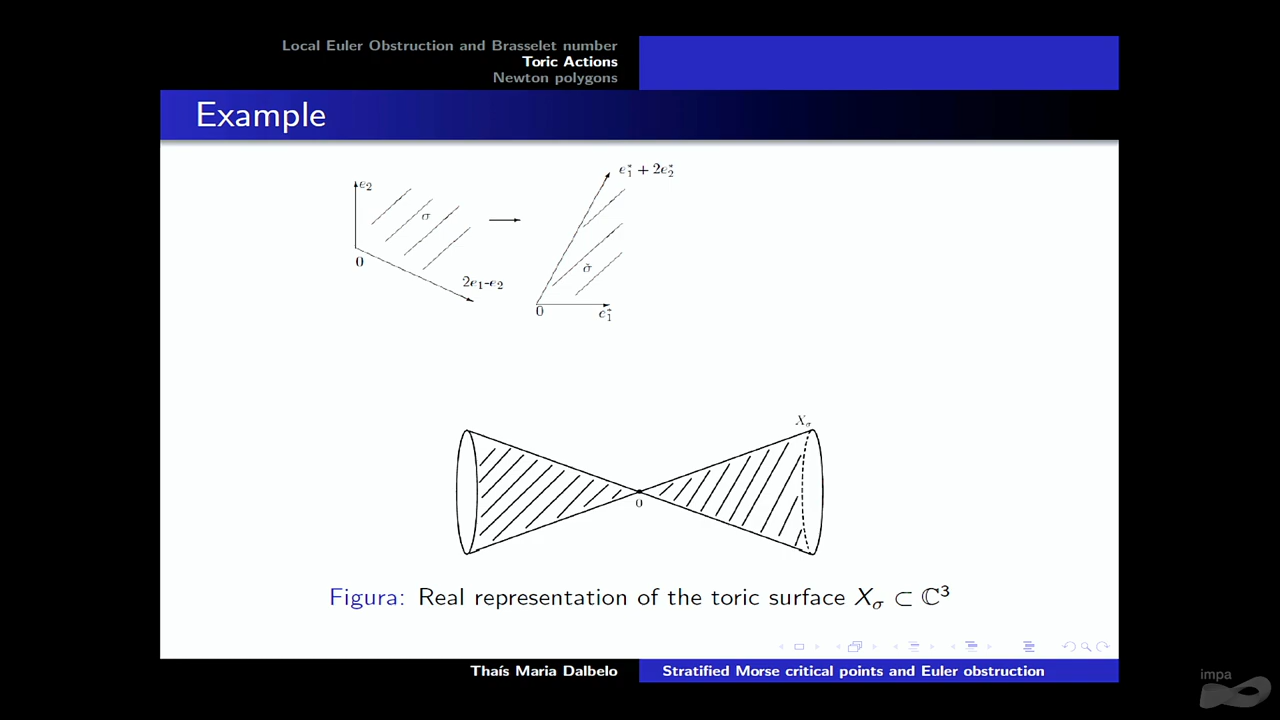 Local Euler Obstruction and Brasselet number
Toric Actions
Newton polygons
Example
e₂
σ
0
2e₁-e₂
e₁* + 2e₂*
σ̌
0
e₁*
X_σ
0
Figura: Real representation of the toric surface X_σ ⊂ ℂ³
Thaís Maria Dalbelo
Stratified Morse critical points and Euler obstruction
impa